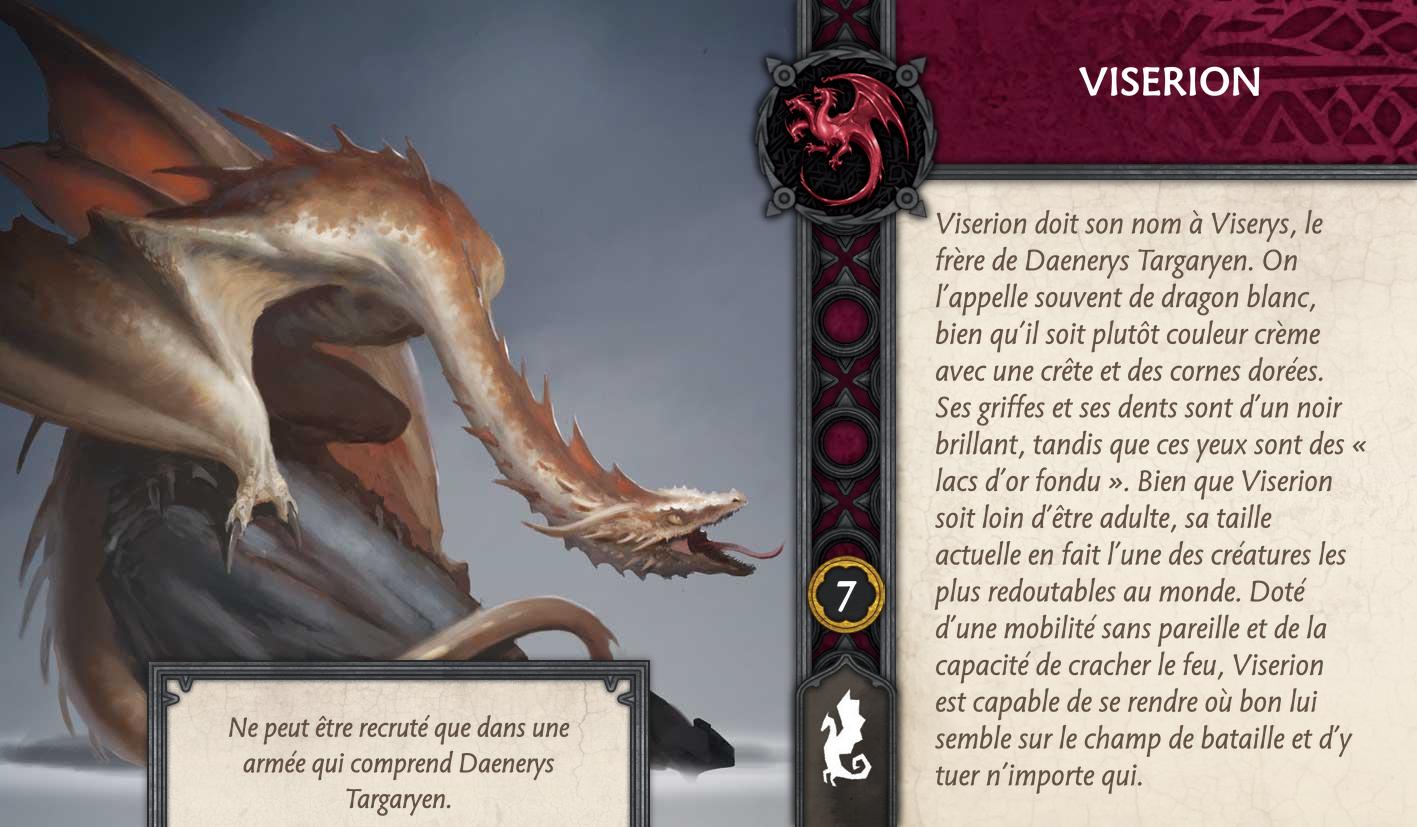 VISERION
Viserion doit son nom à Viserys, le
frère de Daenerys Targaryen. On
l'appelle souvent de dragon blanc,
bien qu'il soit plutôt couleur crème
avec une crête et des cornes dorées.
Ses griffes et ses dents sont d'un noir
brillant, tandis que ces yeux sont des «
lacs d'or fondu ». Bien que Viserion
soit loin d'être adulte, sa taille
actuelle en fait l'une des créatures les
plus redoutables au monde. Doté
d'une mobilité sans pareille et de la
capacité de cracher le feu, Viserion
est capable de se rendre où bon lui
semble sur le champ de bataille et d'y
tuer n'importe qui.
7
Ne peut être recruté que dans une
armée qui comprend Daenerys
Targaryen.